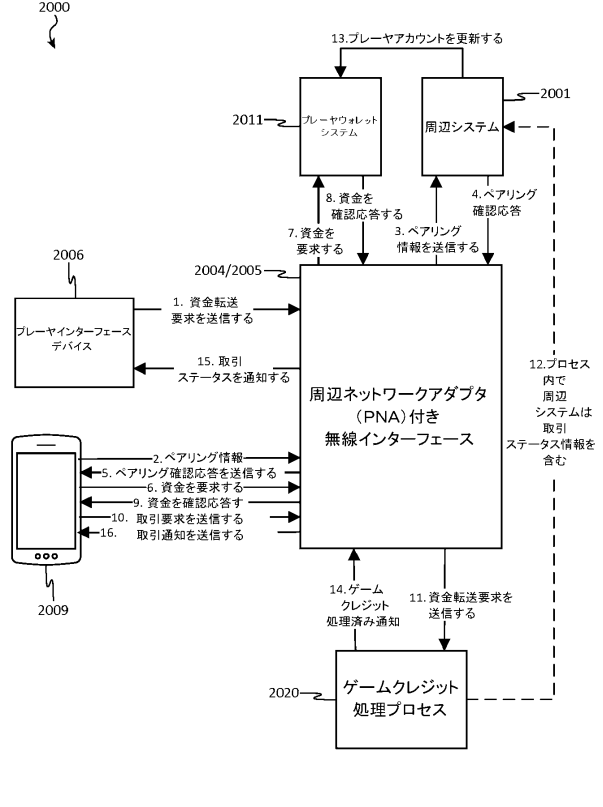 2000
13.プレーヤアカウントを更新する
2011
プレーヤウォレット
システム
2001
周辺システム
8.資金を
確認応答する
7.資金を
要求する
4.ペアリング
確認応答
3.ペアリング
情報を送信する
2004/2005
2006
プレーヤインターフェース
デバイス
1. 資金転送
要求を送信する
15.取引
ステータスを通知する
周辺ネットワークアダプタ
(PNA)付き
無線インターフェース
12.プロセス
内で
周辺
システムは
取引
ステータス情報を
含む
2.ペアリング情報
5.ペアリング確認応答を送信する
6.資金を要求する
9.資金を確認応答す
10. 取引要求を送信する
16. 取引通知を送信する
2009
14.ゲーム
クレジット
処理済み通知
11.資金転送要求を
送信する
2020
ゲームクレジット
処理プロセス